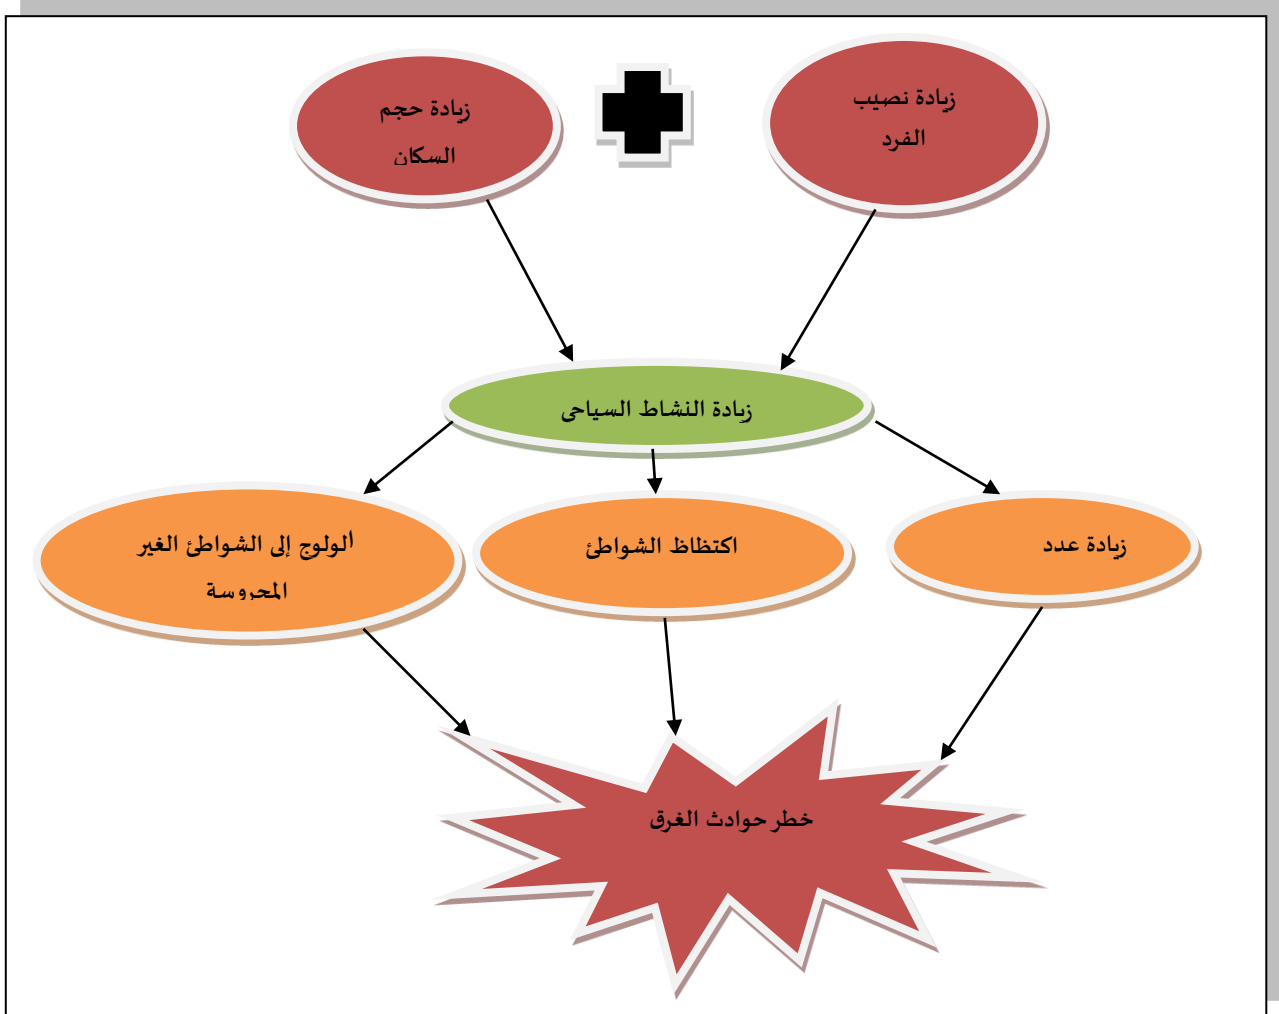 زيادة نصيب
الفرد
زيادة حجم
السكان
زيادة النشاط السياحي
زيادة عدد
اكتظاظ الشواطئ
ألولوج إلى الشواطئ الغير
المحروسة
خطر حوادث الغرق